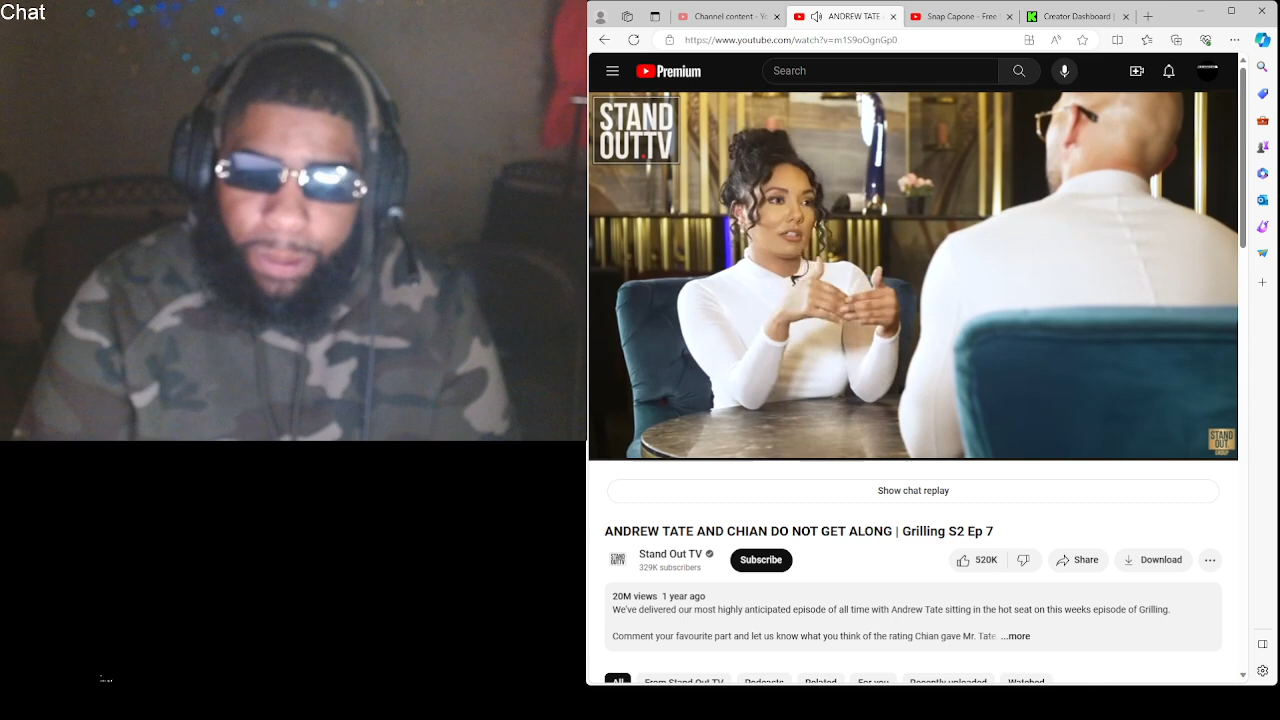 Chat
Channel content - Yo
ANDREW TATE
Snap Capone - Free
Creator Dashboard |
https://www.youtube.com/watch?v=m1S9oOgnGp0
Premium
Search
STAND
OUTTV
STAND
OUT
GROUP
Show chat replay
ANDREW TATE AND CHIAN DO NOT GET ALONG | Grilling S2 Ep 7
Stand Out TV
329K subscribers
Subscribe
520K
Share
Download
20M views 1 year ago
We've delivered our most highly anticipated episode of all time with Andrew Tate sitting in the hot seat on this weeks episode of Grilling.
Comment your favourite part and let us know what you think of the rating Chian gave Mr. Tate. ...more
All From Stand Out TV Podcasts Related For you Recently uploaded Watched